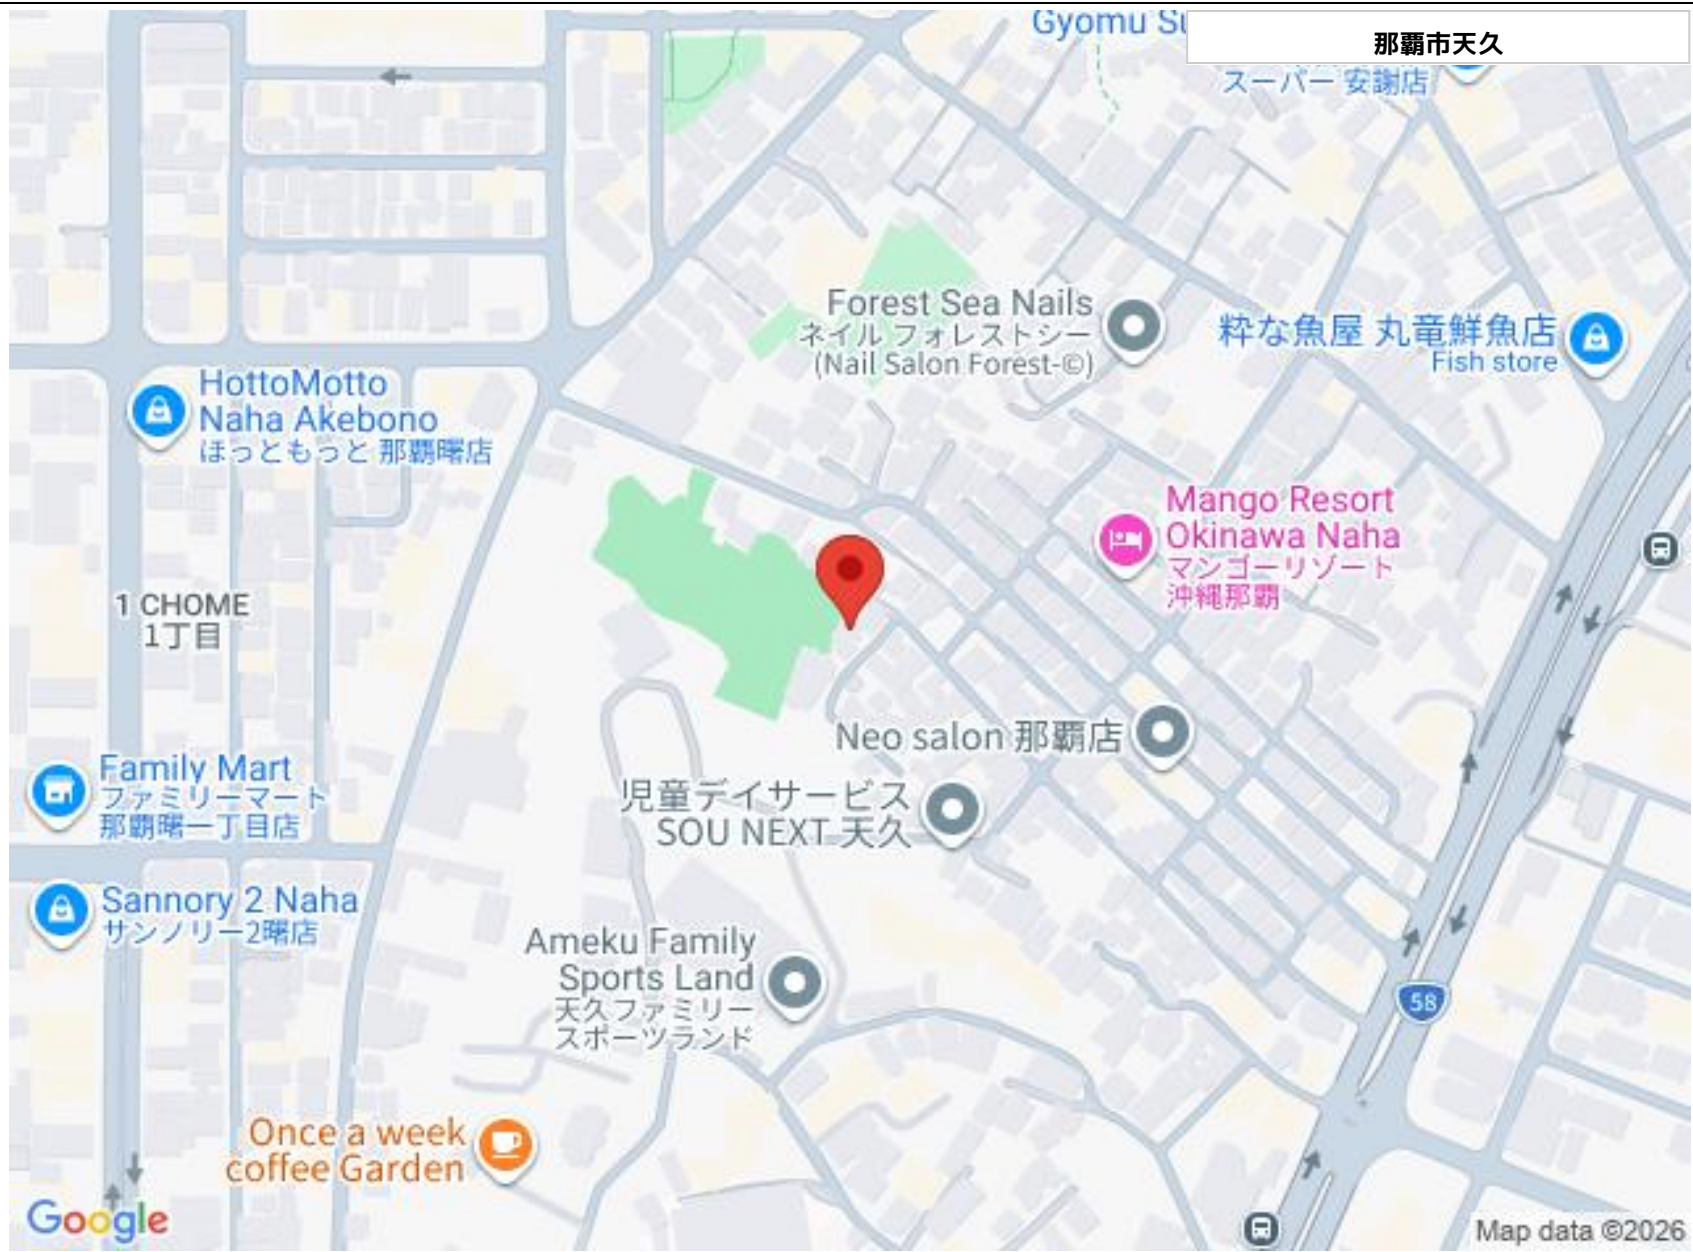 Gyomu Su
那覇市天久
スーパー 安謝店
Forest Sea Nails
ネイル フォレストシー
(Nail Salon Forest-©)
粋な魚屋 丸竜鮮魚店
Fish store
HottoMotto
Naha Akebono
ほっともっと 那覇曙店
Mango Resort
Okinawa Naha
マンゴーリゾート
沖縄那覇
1 CHOME
1丁目
Neo salon 那覇店
Family Mart
ファミリーマート
那覇曙一丁目店
児童デイサービス
SOU NEXT 天久
Sannory 2 Naha
サンノリー2曙店
Ameku Family
Sports Land
天久ファミリー
スポーツランド
58
Once a week
coffee Garden
Google
Map data ©2026